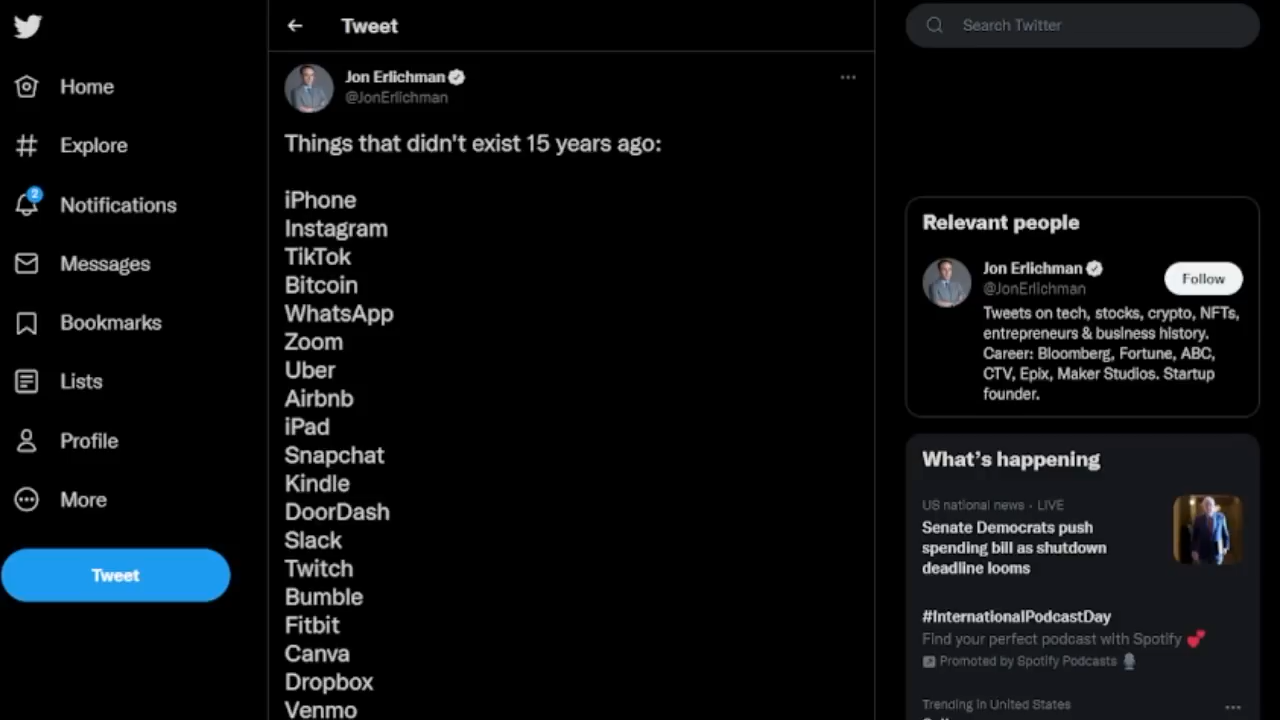 Home
Explore
2
Notifications
Messages
Bookmarks
Lists
Profile
More
Tweet
Tweet
Jon Erlichman
@JonErlichman
Things that didn't exist 15 years ago:
iPhone
Instagram
TikTok
Bitcoin
WhatsApp
Zoom
Uber
Airbnb
iPad
Snapchat
Kindle
DoorDash
Slack
Twitch
Bumble
Fitbit
Canva
Dropbox
Venmo
Search Twitter
Relevant people
Jon Erlichman
@JonErlichman
Follow
Tweets on tech, stocks, crypto, NFTs,
entrepreneurs & business history.
Career: Bloomberg, Fortune, ABC,
CTV, Epix, Maker Studios. Startup
founder.
What's happening
US national news · LIVE
Senate Democrats push
spending bill as shutdown
deadline looms
#InternationalPodcastDay
Find your perfect podcast with Spotify 💕
Promoted by Spotify Podcasts 🎙️
Trending in United States